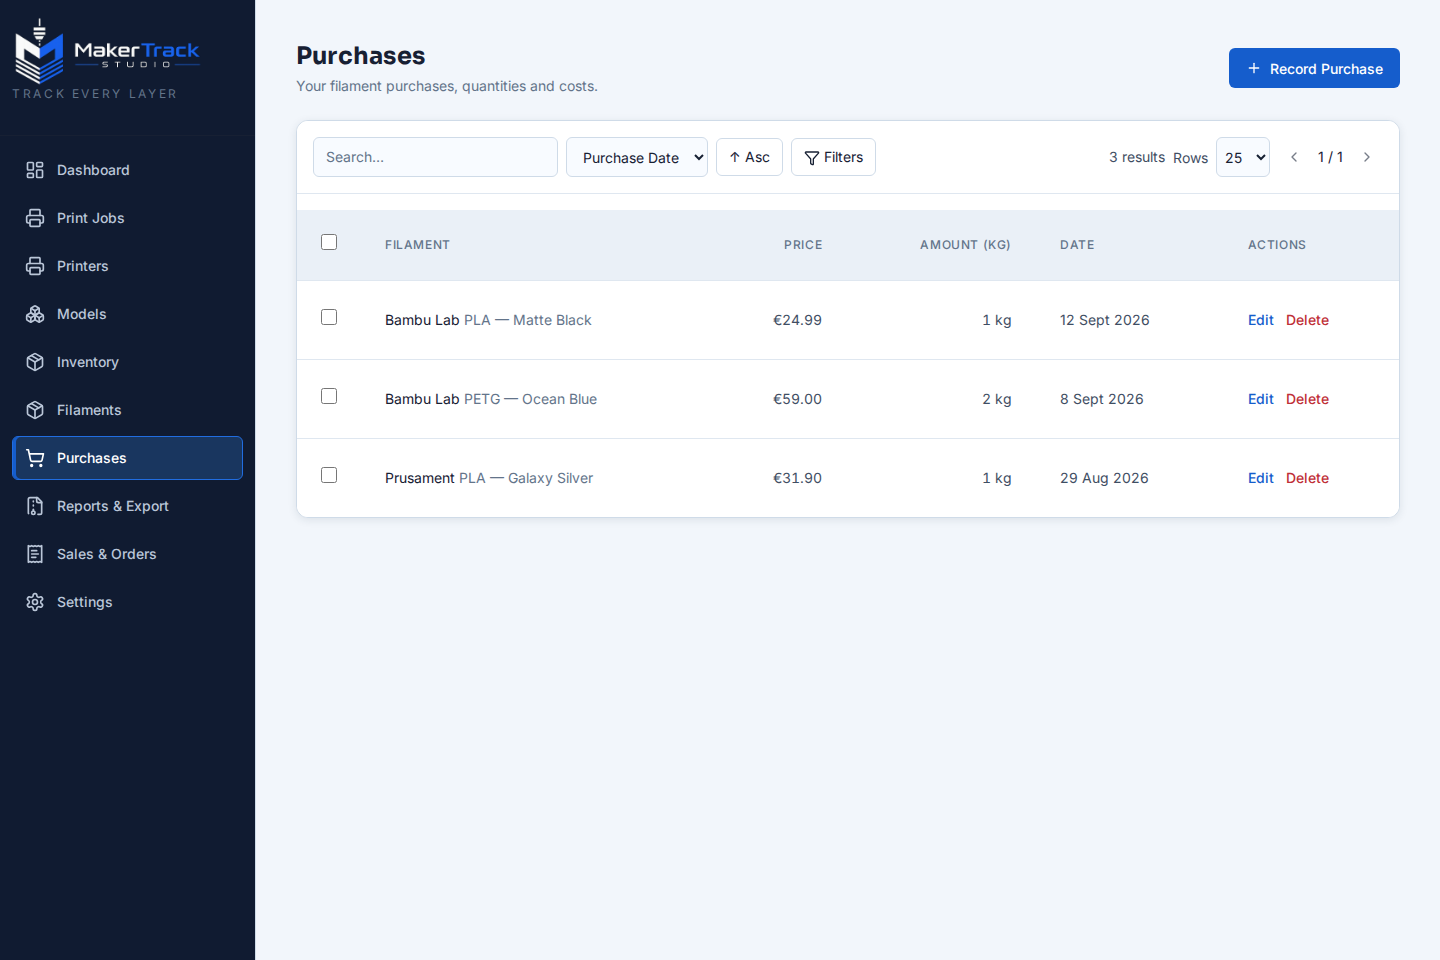 MakerTrack
STUDIO
TRACK EVERY LAYER
Dashboard
Print Jobs
Printers
Models
Inventory
Filaments
Purchases
Reports & Export
Sales & Orders
Settings
Purchases
Your filament purchases, quantities and costs.
+ Record Purchase
Search...
Purchase Date
↑ Asc
Filters
3 results Rows 25 1 / 1
FILAMENT PRICE AMOUNT (KG) DATE ACTIONS
Bambu Lab PLA — Matte Black €24.99 1 kg 12 Sept 2026 Edit Delete
Bambu Lab PETG — Ocean Blue €59.00 2 kg 8 Sept 2026 Edit Delete
Prusament PLA — Galaxy Silver €31.90 1 kg 29 Aug 2026 Edit Delete